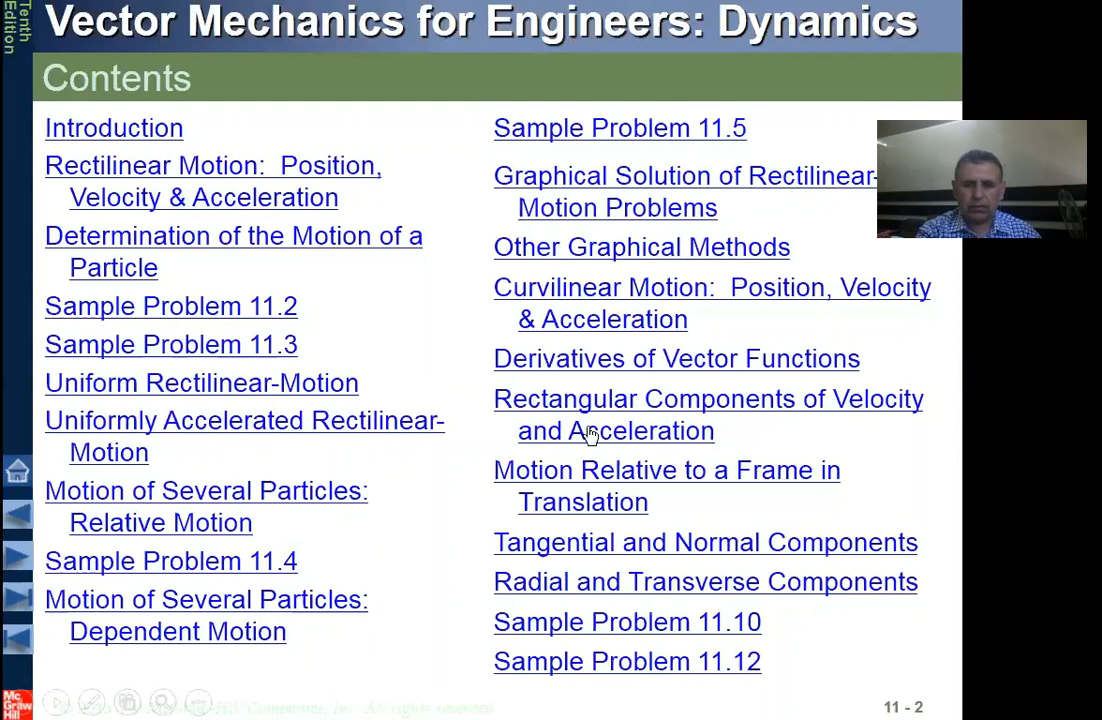 Tenth
Edition
Vector Mechanics for Engineers: Dynamics
Contents
Introduction
Rectilinear Motion: Position,
Velocity & Acceleration
Determination of the Motion of a
Particle
Sample Problem 11.2
Sample Problem 11.3
Uniform Rectilinear-Motion
Uniformly Accelerated Rectilinear-
Motion
Motion of Several Particles:
Relative Motion
Sample Problem 11.4
Motion of Several Particles:
Dependent Motion
Sample Problem 11.5
Graphical Solution of Rectilinear-
Motion Problems
Other Graphical Methods
Curvilinear Motion: Position, Velocity
& Acceleration
Derivatives of Vector Functions
Rectangular Components of Velocity
and Acceleration
Motion Relative to a Frame in
Translation
Tangential and Normal Components
Radial and Transverse Components
Sample Problem 11.10
Sample Problem 11.12
Mc
Graw
Hill
Companies, Inc. All rights reserved
11 - 2